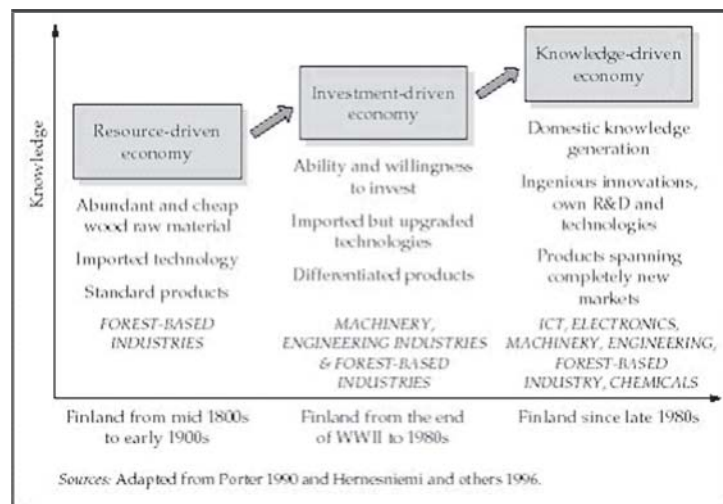 Knowledge
Resource-driven
economy
Abundant and cheap
wood raw material
Imported technology
Standard products
FOREST-BASED
INDUSTRIES
Finland from mid 1800s
to early 1900s
Investment-driven
economy
Ability and willingness
to invest
Imported but upgraded
technologies
Differentiated products
MACHINERY,
ENGINEERING INDUSTRIES
& FOREST-BASED
INDUSTRIES
Finland from the end
of WWII to 1980s
Knowledge-driven
economy
Domestic knowledge
generation
Ingenious innovations,
own R&D and
technologies
Products spanning
completely new
markets
ICT, ELECTRONICS,
MACHINERY, ENGINEERING,
FOREST-BASED
INDUSTRY, CHEMICALS
Finland since late 1980s
Sources: Adapted from Porter 1990 and Hernesniemi and others 1996.